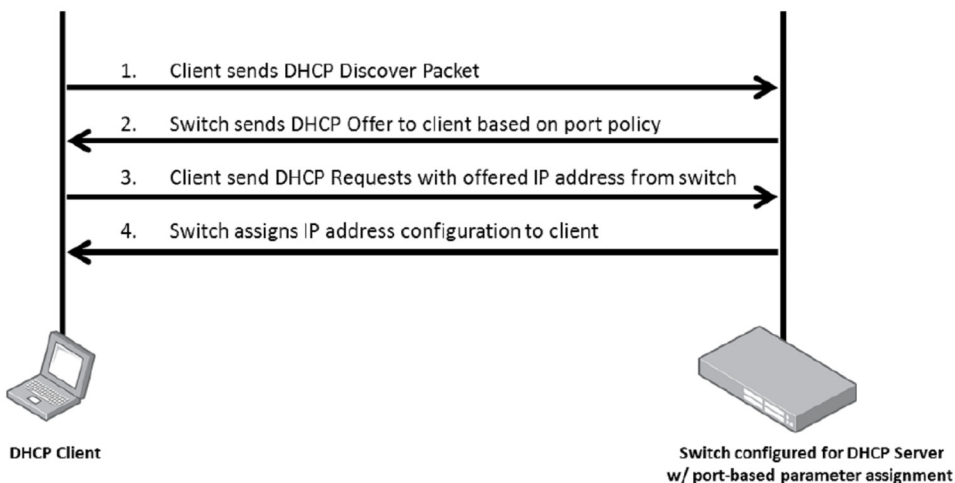 1. Client sends DHCP Discover Packet
2. Switch sends DHCP Offer to client based on port policy
3. Client send DHCP Requests with offered IP address from switch
4. Switch assigns IP address configuration to client
DHCP Client
Switch configured for DHCP Server
w/ port-based parameter assignment